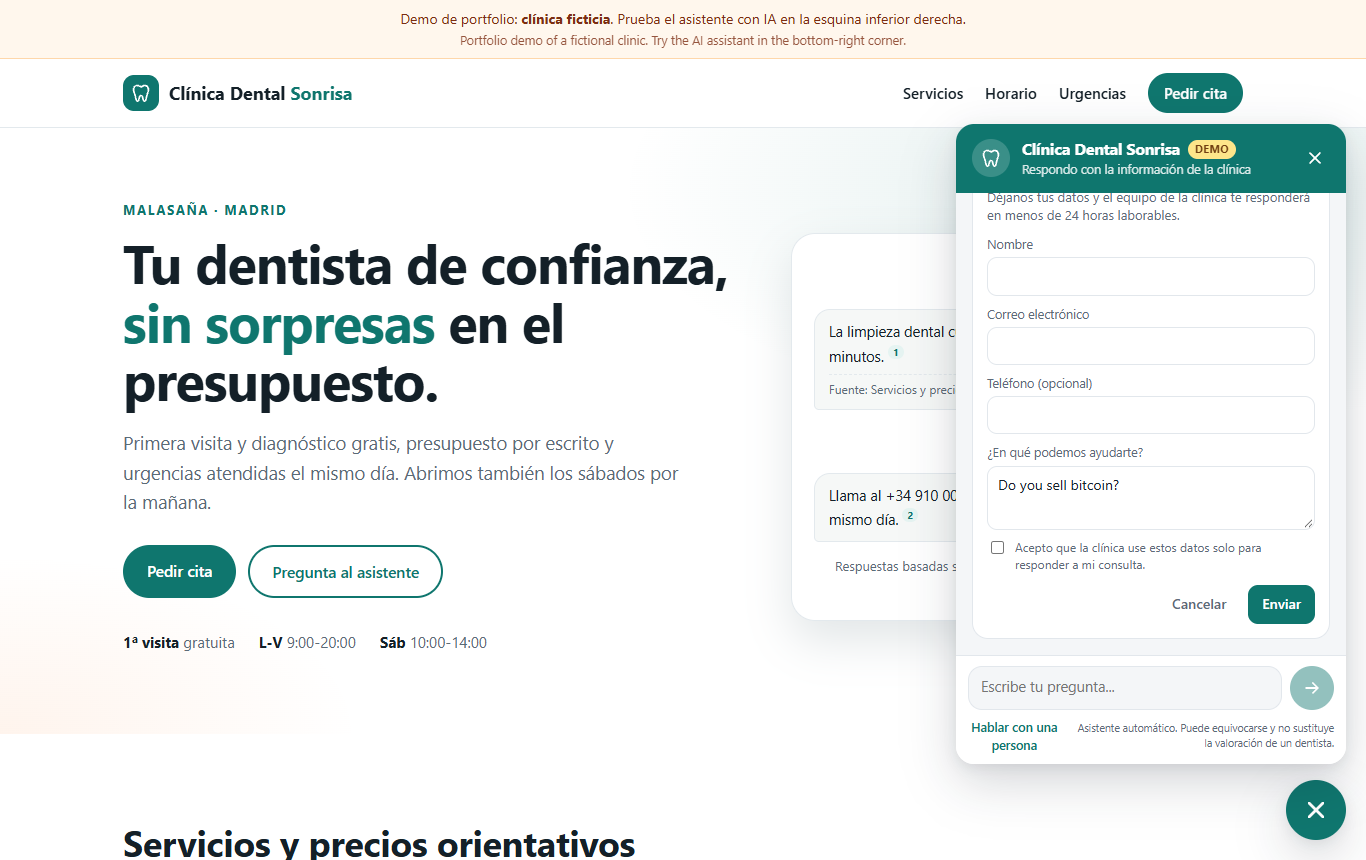 Demo de portfolio: clínica ficticia. Prueba el asistente con IA en la esquina inferior derecha.
Portfolio demo of a fictional clinic. Try the AI assistant in the bottom-right corner.
Clínica Dental Sonrisa
Servicios
Horario
Urgencias
Pedir cita
MALASAÑA · MADRID
Tu dentista de confianza,
sin sorpresas en el
presupuesto.
Primera visita y diagnóstico gratis, presupuesto por escrito y
urgencias atendidas el mismo día. Abrimos también los sábados por
la mañana.
Pedir cita
Pregunta al asistente
1ª visita gratuita
L-V 9:00-20:00
Sáb 10:00-14:00
La limpieza dental
minutos. 1
Fuente: Servicios y
Llama al +34 910
mismo día. 2
Respuestas basadas
Clínica Dental Sonrisa DEMO
Respondo con la información de la clínica
Déjanos tus datos y el equipo de la clínica te responderá
en menos de 24 horas laborables.
Nombre
Correo electrónico
Teléfono (opcional)
¿En qué podemos ayudarte?
Do you sell bitcoin?
Acepto que la clínica use estos datos solo para
responder a mi consulta.
Cancelar
Enviar
Escribe tu pregunta...
Hablar con una
persona
Asistente automático. Puede equivocarse y no sustituye
la valoración de un dentista.
Servicios y precios orientativos